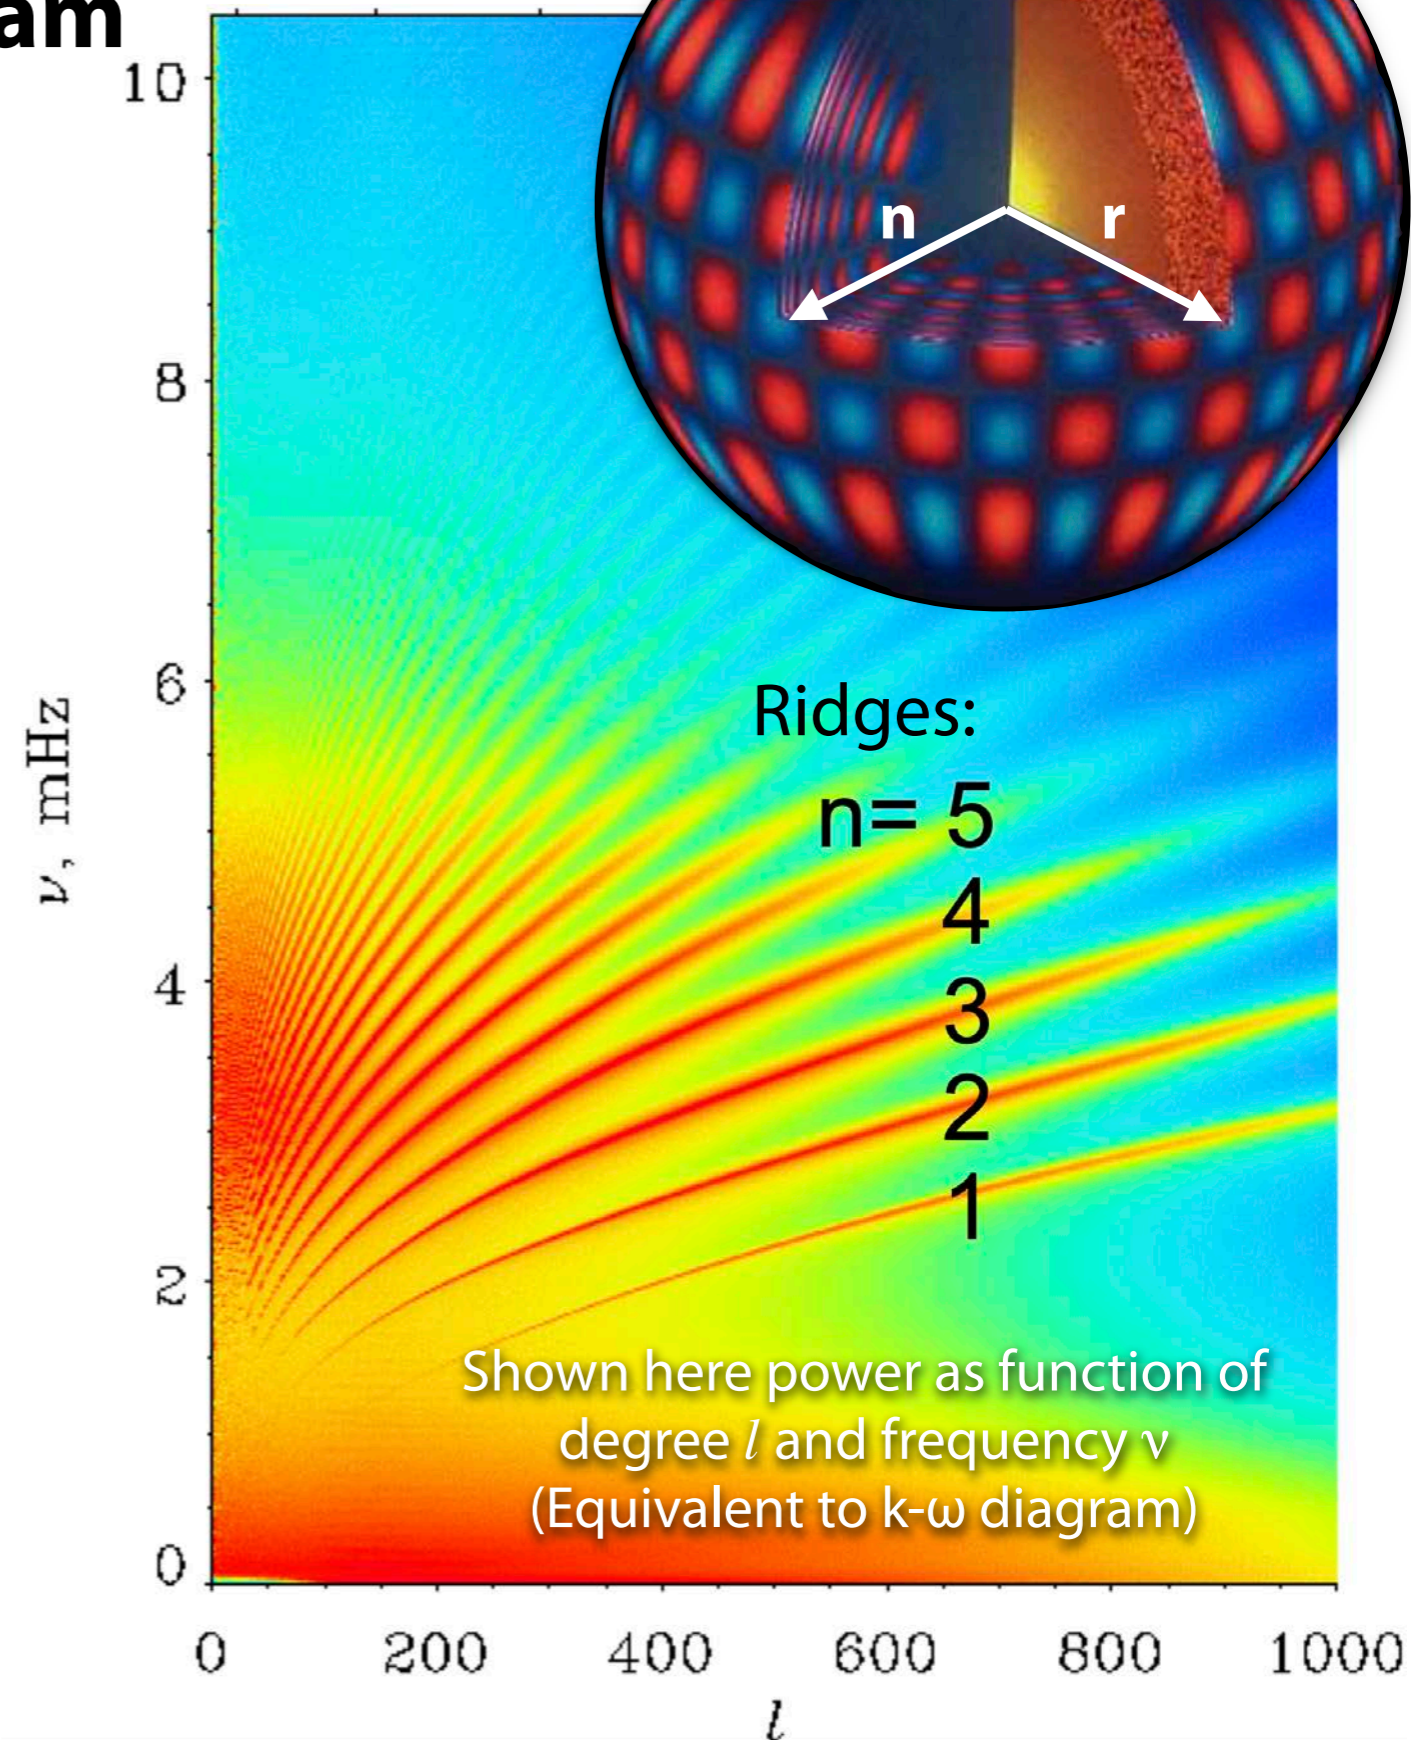 am
10
n r
8
6
ν, mHz
Ridges:
n= 5
4
4
3
2
1
2
Shown here power as function of
degree l and frequency ν
(Equivalent to k-ω diagram)
0
0 200 400 600 800 1000
l